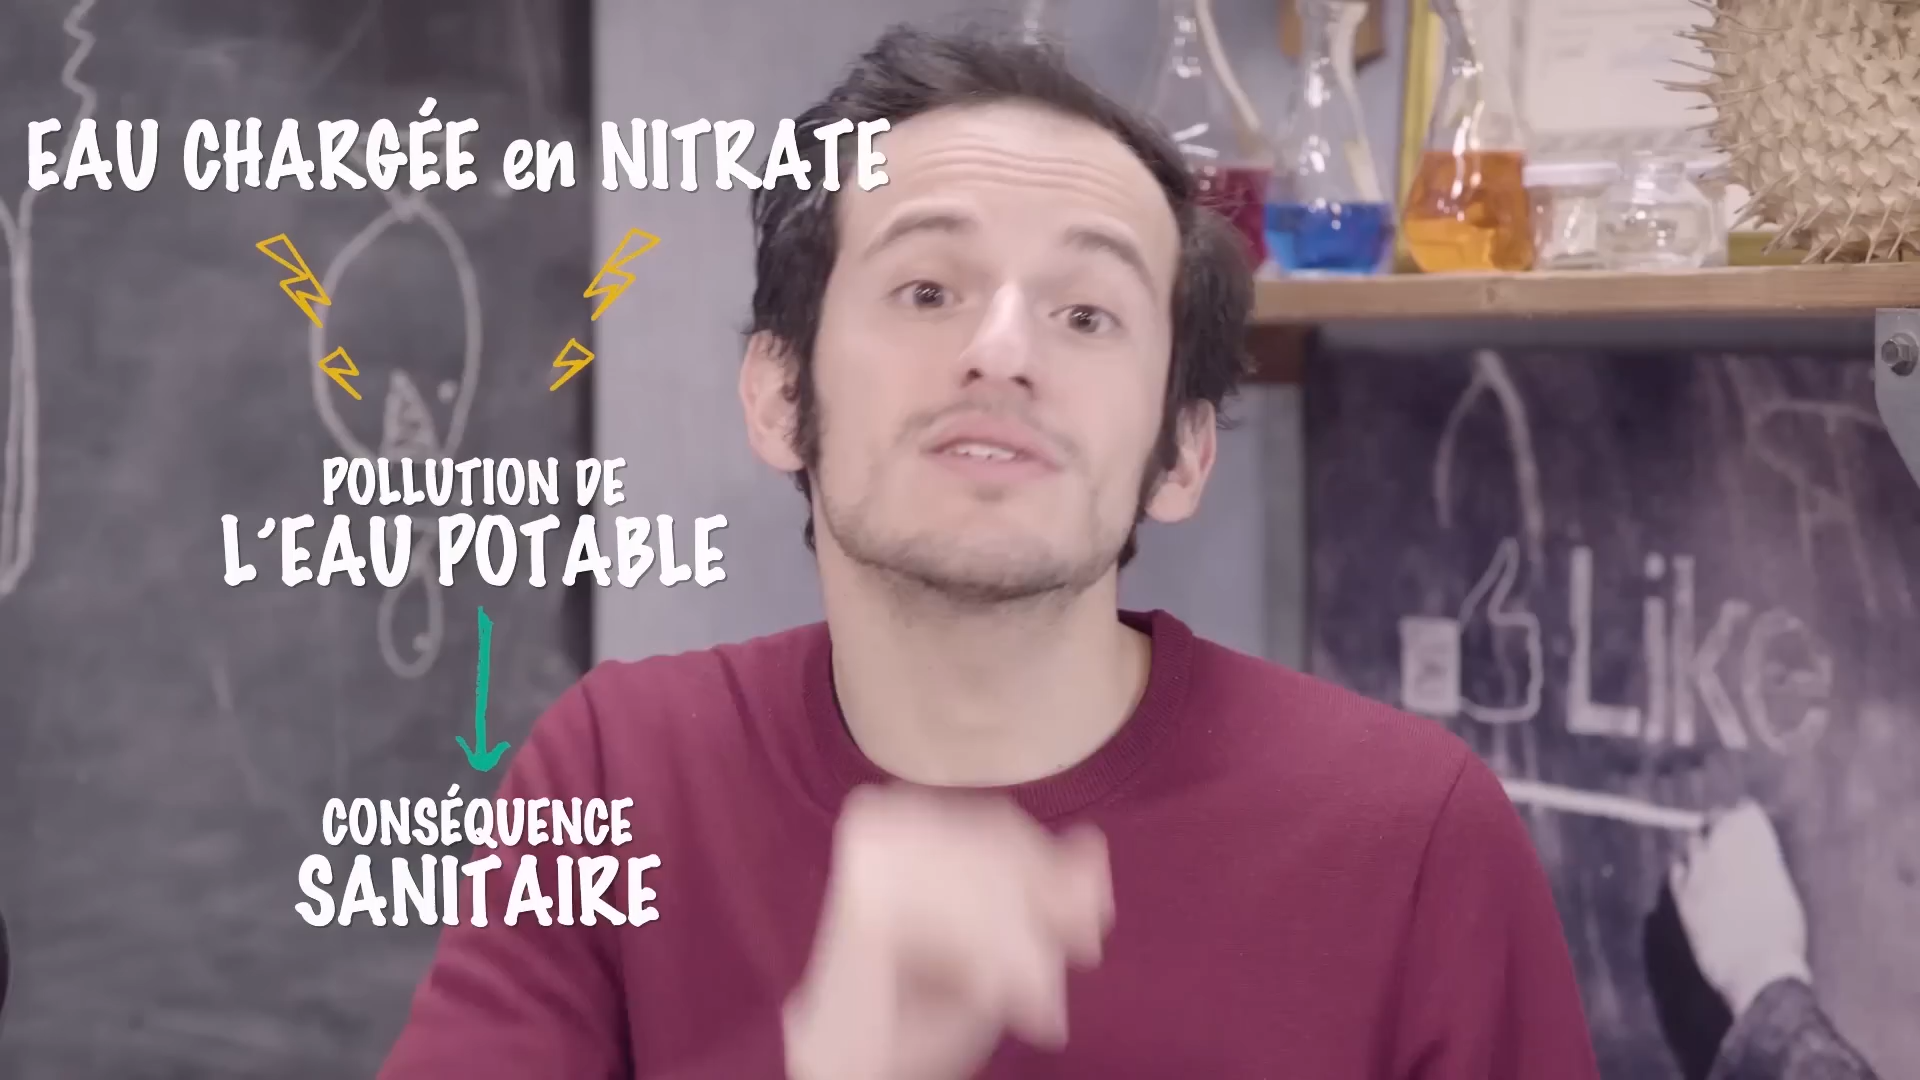 EAU CHARGÉE en NITRATE
POLLUTION DE
L'EAU POTABLE
CONSÉQUENCE
SANITAIRE
Like